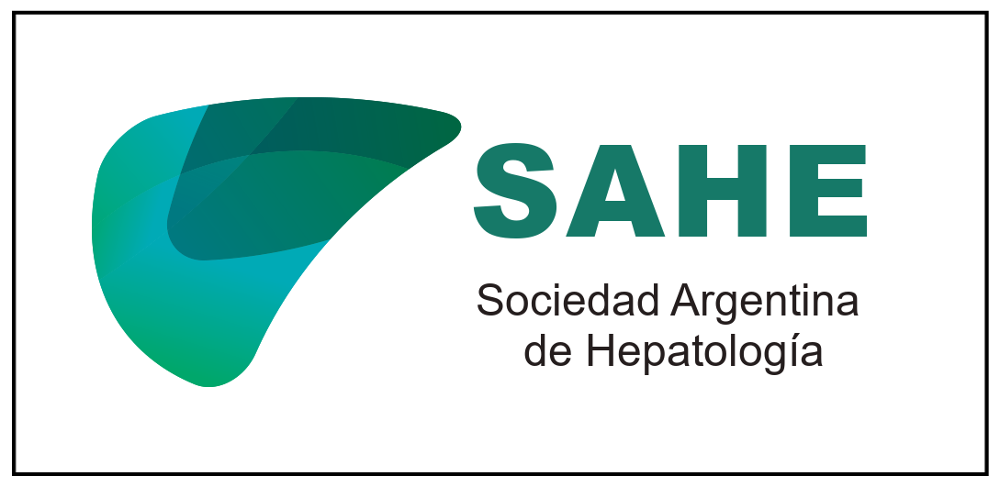 SAHE
Sociedad Argentina
de Hepatología